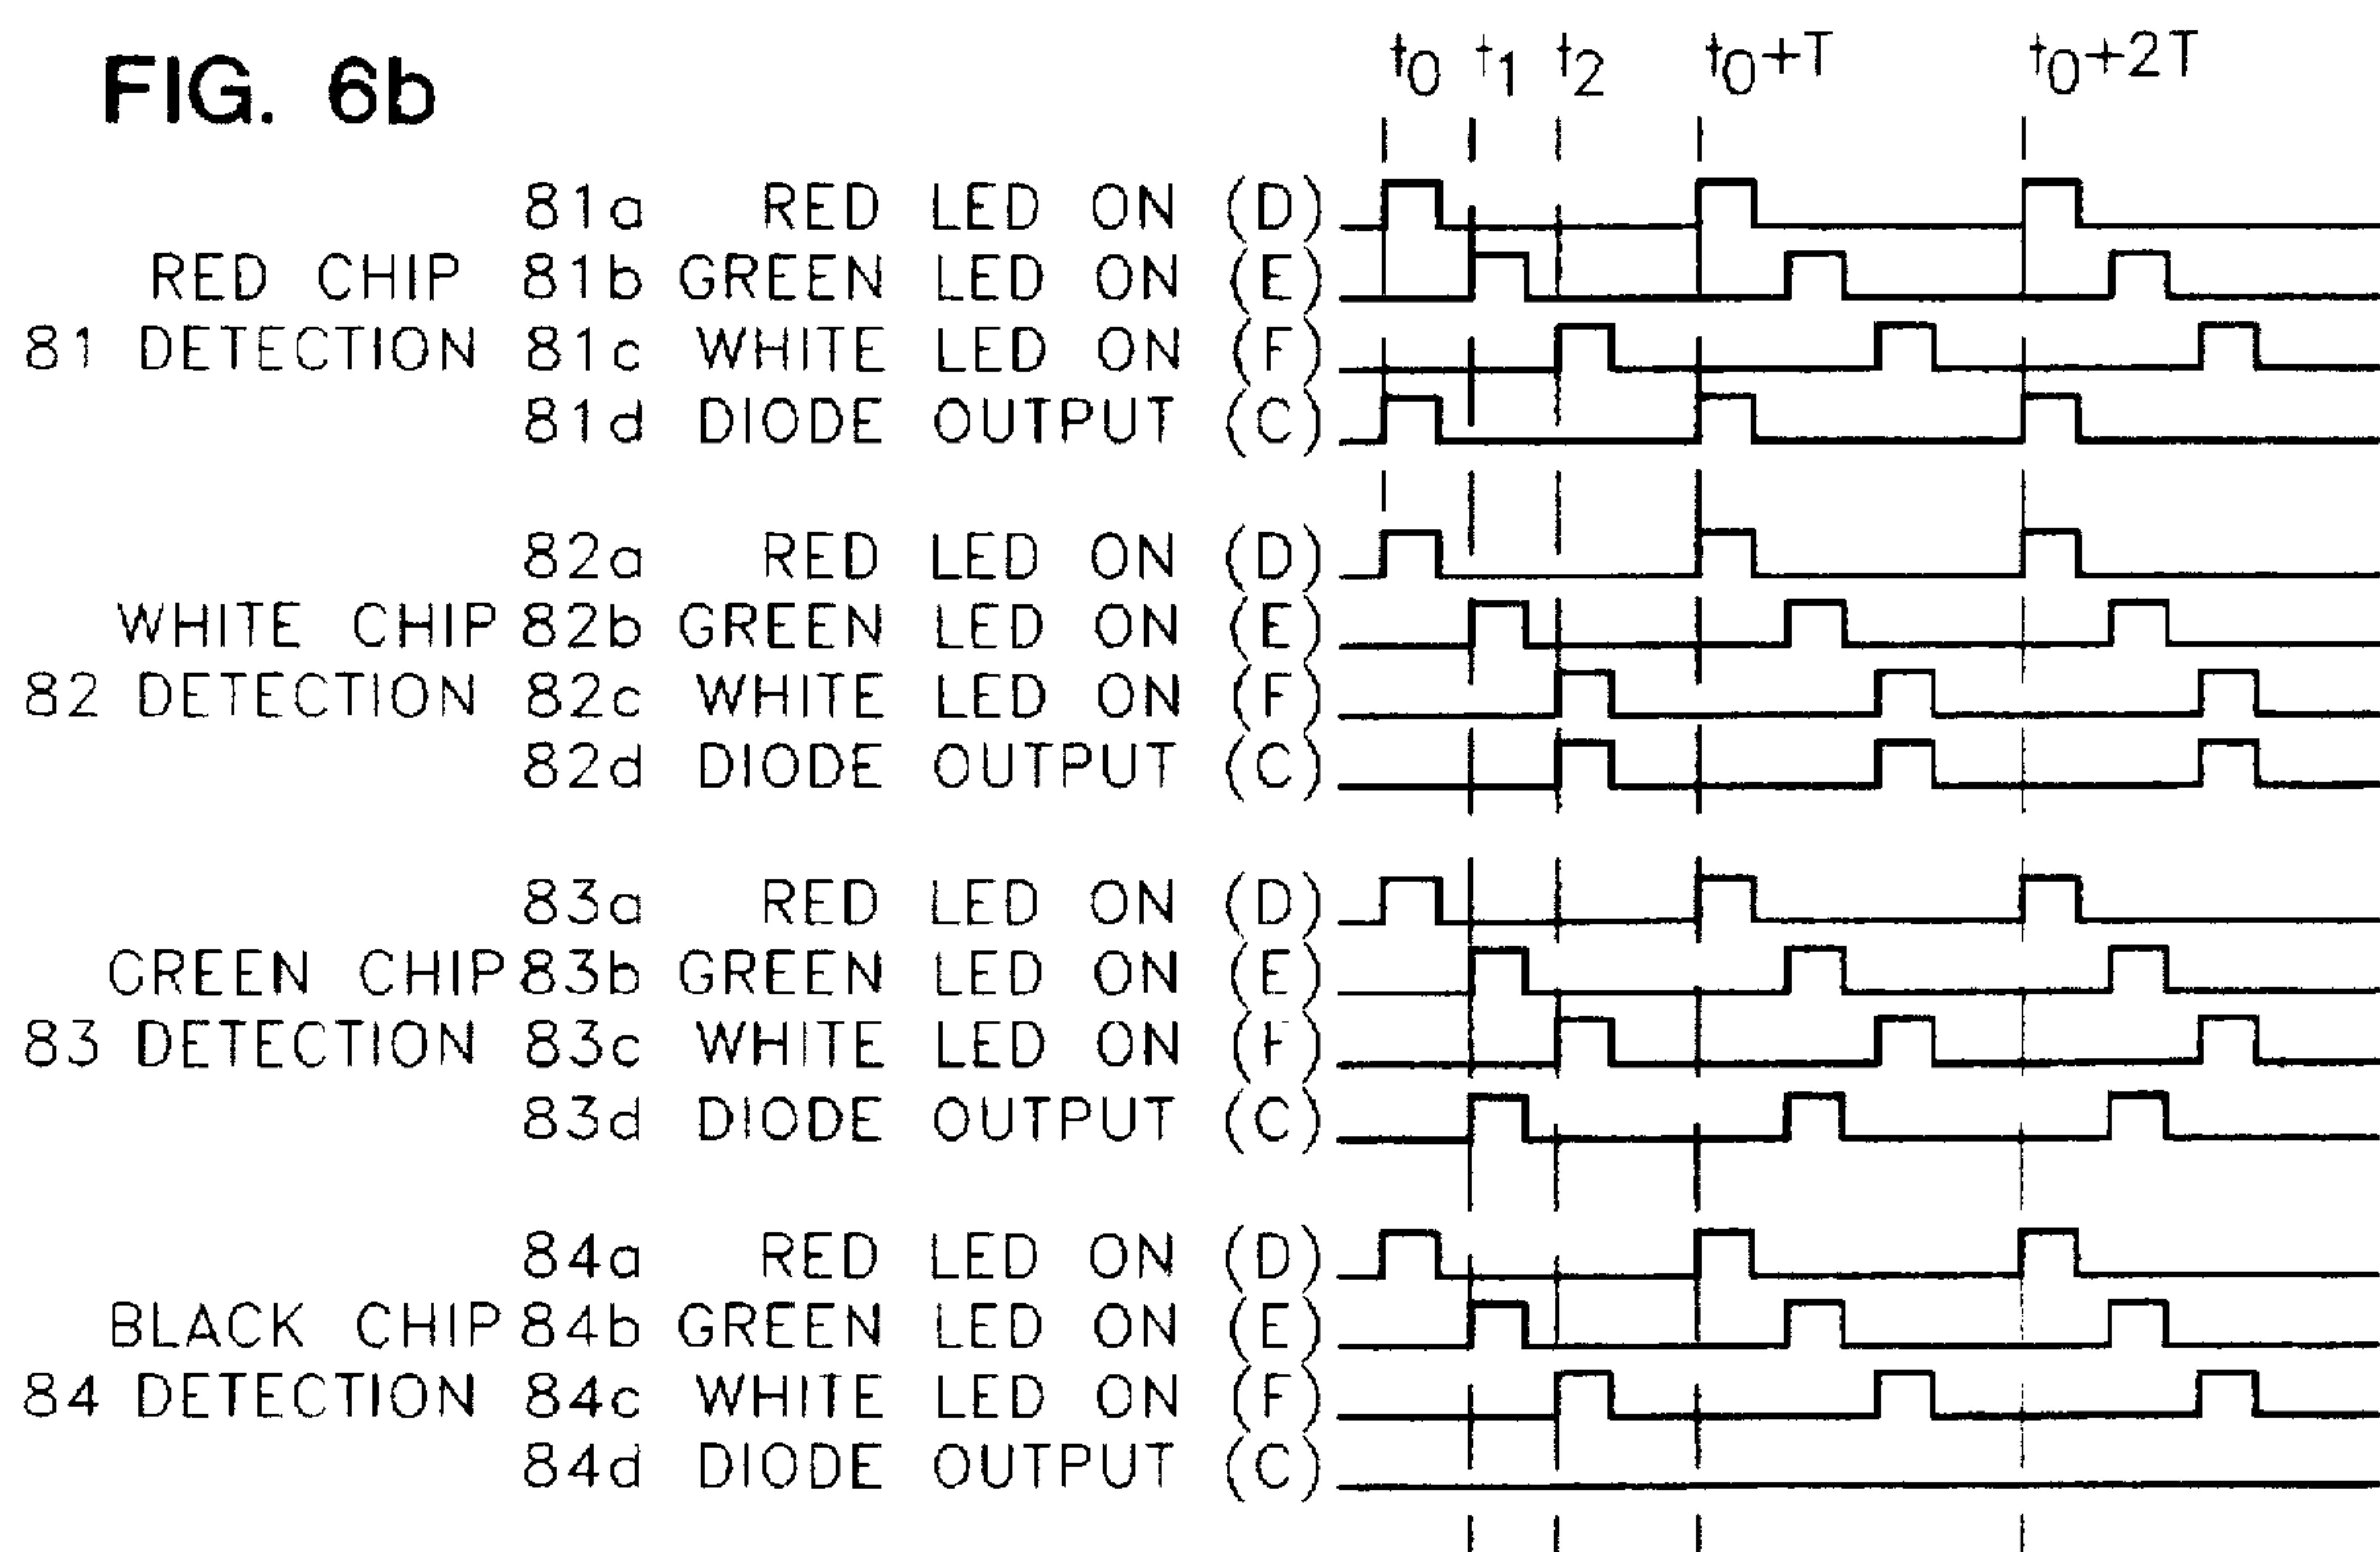 FIG. 6b
t0 t1 t2 t0+T t0+2T
81a RED LED ON (D)
RED CHIP 81b GREEN LED ON (E)
81 DETECTION 81c WHITE LED ON (F)
81d DIODE OUTPUT (C)
82a RED LED ON (D)
WHITE CHIP 82b GREEN LED ON (E)
82 DETECTION 82c WHITE LED ON (F)
82d DIODE OUTPUT (C)
83a RED LED ON (D)
GREEN CHIP 83b GREEN LED ON (E)
83 DETECTION 83c WHITE LED ON (F)
83d DIODE OUTPUT (C)
84a RED LED ON (D)
BLACK CHIP 84b GREEN LED ON (E)
84 DETECTION 84c WHITE LED ON (F)
84d DIODE OUTPUT (C)